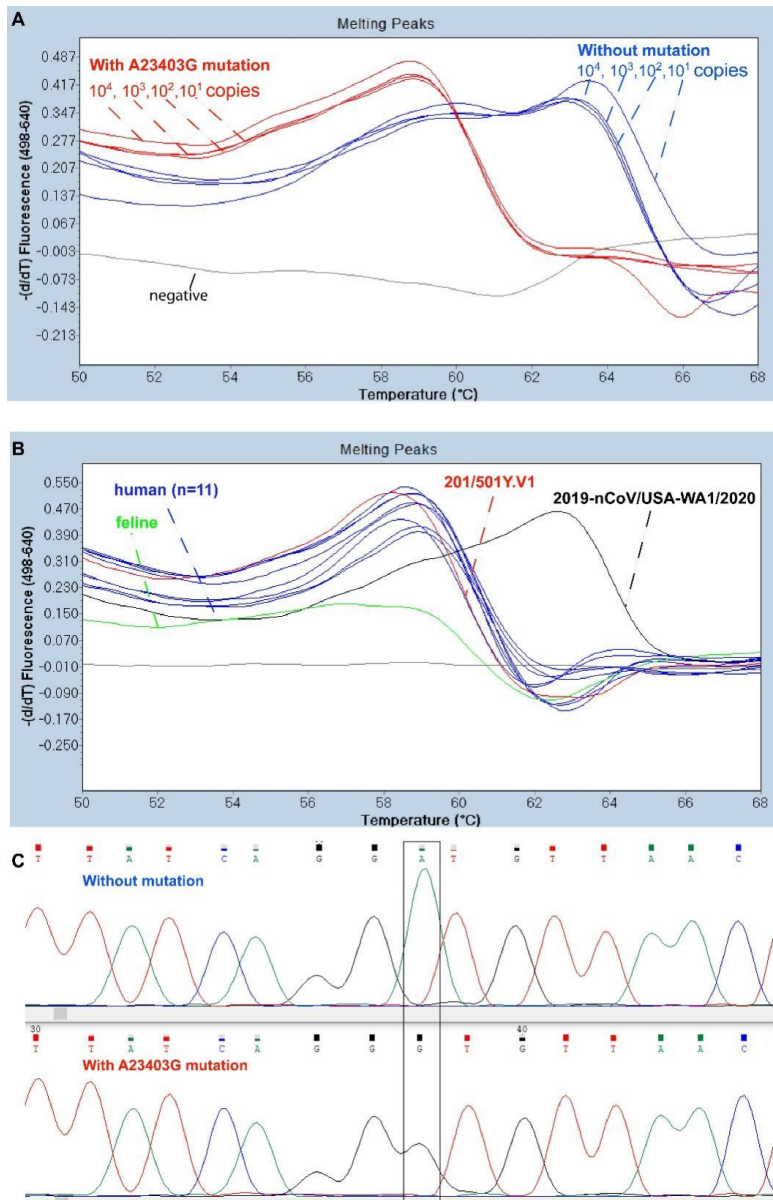 A
Melting Peaks
-(d/dT) Fluorescence (498-640)
0.487
0.417
0.347
0.277
0.207
0.137
0.067
-0.003
-0.073
-0.143
-0.213
With A23403G mutation
10⁴, 10³,10²,10¹ copies
Without mutation
10⁴, 10³,10²,10¹ copies
negative
50 52 54 56 58 60 62 64 66 68
Temperature (°C)
B
Melting Peaks
-(d/dT) Fluorescence (498-640)
0.550
0.470
0.390
0.310
0.230
0.150
0.070
-0.010
-0.090
-0.170
-0.250
human (n=11)
feline
201/501Y.V1
2019-nCoV/USA-WA1/2020
50 52 54 56 58 60 62 64 66 68
Temperature (°C)
C
T T A T C A G G A T G T T A A C
Without mutation
30 40
T T A T C A G G G T G T T A A C
With A23403G mutation